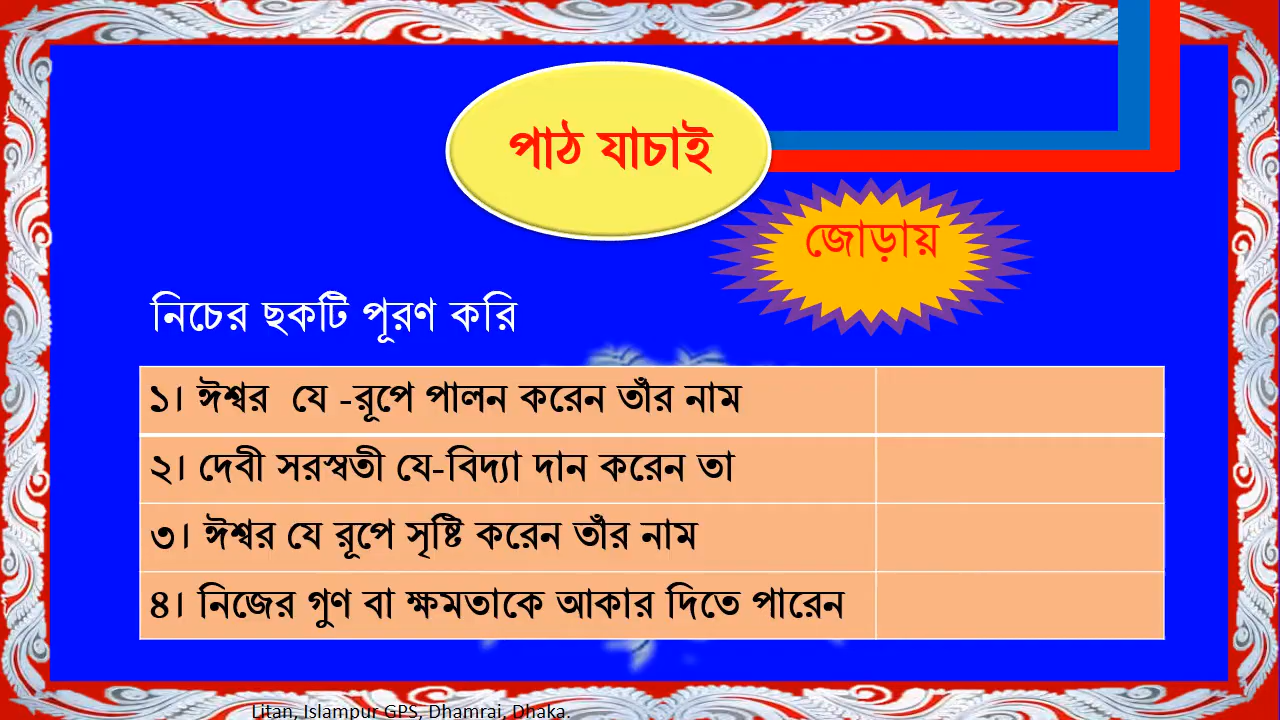 পাঠ যাচাই
জোড়ায়
নিচের ছকটি পূরণ করি
১। ঈশ্বর যে -রূপে পালন করেন তাঁর নাম
২। দেবী সরস্বতী যে-বিদ্যা দান করেন তা
৩। ঈশ্বর যে রূপে সৃষ্টি করেন তাঁর নাম
৪। নিজের গুণ বা ক্ষমতাকে আকার দিতে পারেন
Litan, Islampur GPS, Dhamrai, Dhaka.